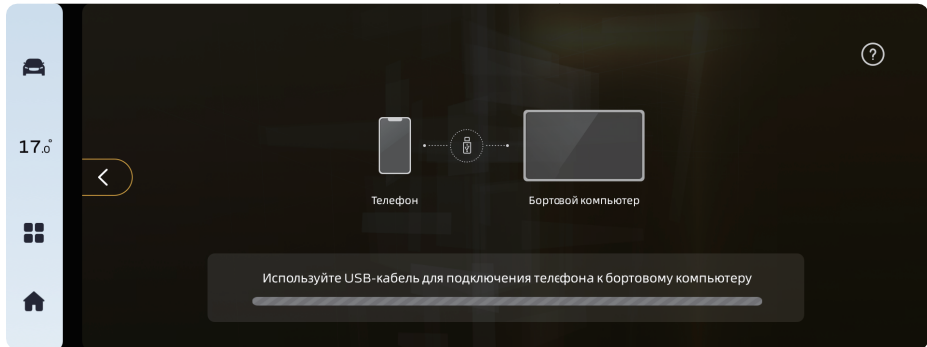 ?
17.0°
Телефон
Бортовой компьютер
Используйте USB-кабель для подключения телефона к бортовому компьютеру